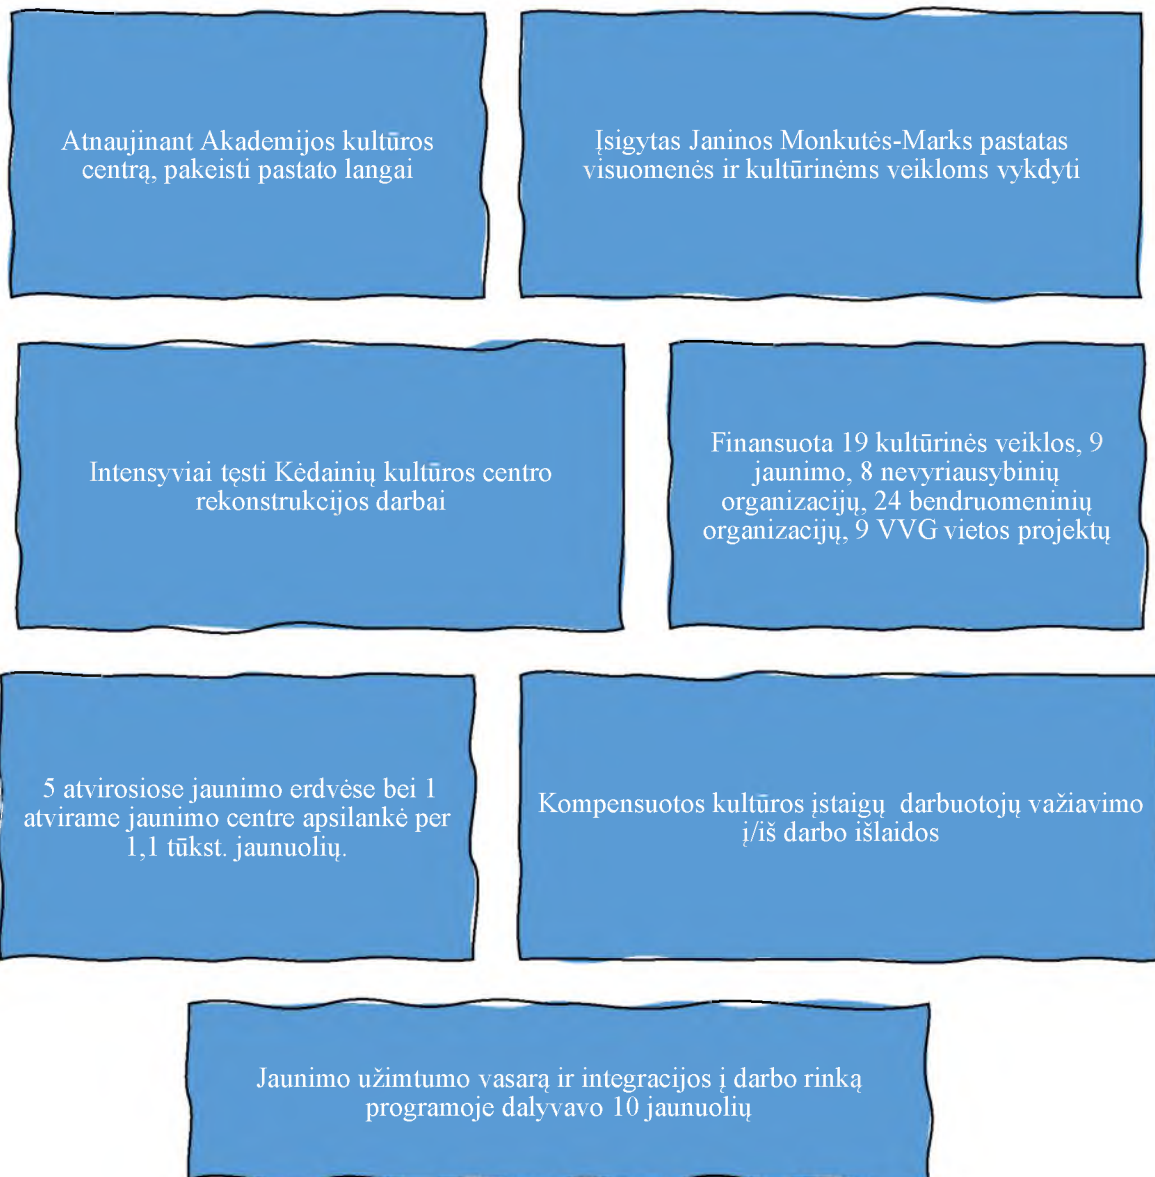 Atnaujinant Akademijos kultūros
centrą, pakeisti pastato langai
Įsigytas Janinos Monkutės-Marks pastatas
visuomenės ir kultūrinėms veikloms vykdyti
Intensyviai tęsti Kėdainių kultūros centro
rekonstrukcijos darbai
Finansuota 19 kultūrinės veiklos, 9
jaunimo, 8 nevyriausybinių
organizacijų, 24 bendruomeninių
organizacijų, 9 VVG vietos projektų
5 atvirosiose jaunimo erdvėse bei 1
atvirame jaunimo centre apsilankė per
1,1 tūkst. jaunuolių.
Kompensuotos kultūros įstaigų darbuotojų važiavimo
į/iš darbo išlaidos
Jaunimo užimtumo vasarą ir integracijos į darbo rinką
programoje dalyvavo 10 jaunuolių